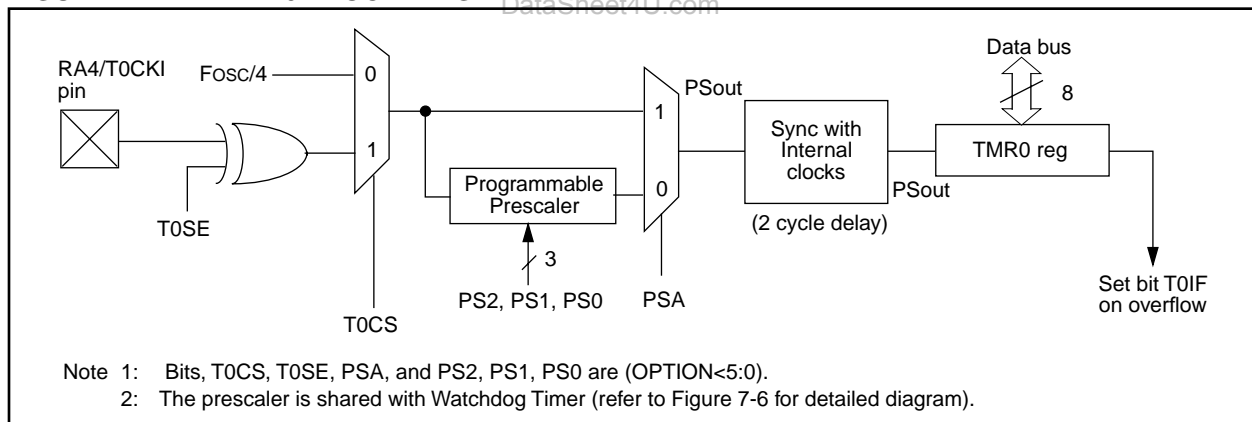 DataSheet4U.com
Data bus
8
RA4/T0CKI
pin
FOSC/4
0
1
T0SE
T0CS
Programmable
Prescaler
3
PS2, PS1, PS0
1
0
PSA
PSout
Sync with
Internal
clocks
(2 cycle delay)
PSout
TMR0 reg
Set bit T0IF
on overflow
Note 1: Bits, T0CS, T0SE, PSA, and PS2, PS1, PS0 are (OPTION<5:0).
2: The prescaler is shared with Watchdog Timer (refer to Figure 7-6 for detailed diagram).